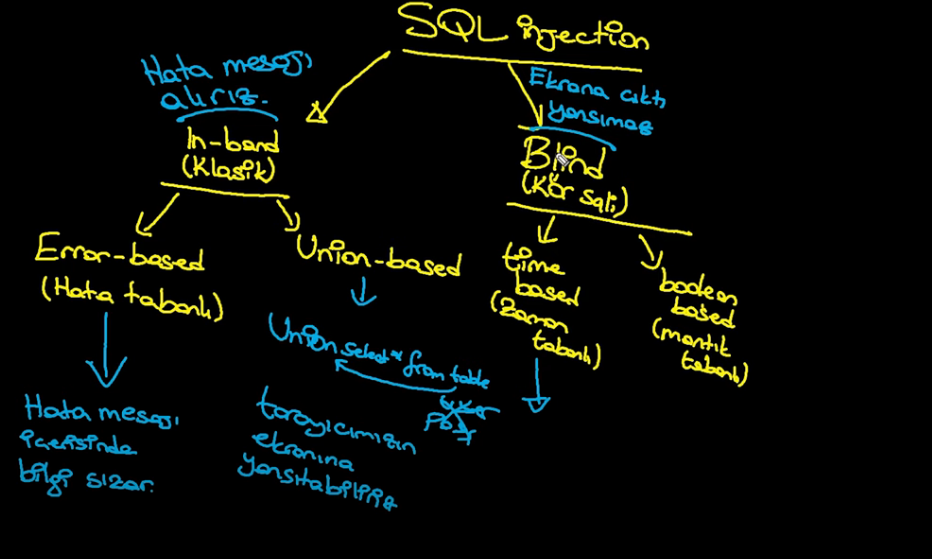 SQL injection
Hata mesajı
alırız.
In-band
(Klasik)
Ekrana çıktı
yansımaz
Blind
(Kör sqli)
Error-based
(Hata tabanlı)
Hata mesajı
içerisinde
bilgi sızar.
Union-based
Union select * from table
tarayıcımızın
ekranına
yansıtabiliriz
time
based
(Zaman
tabanlı)
boolean
based
(mantık
tabanlı)